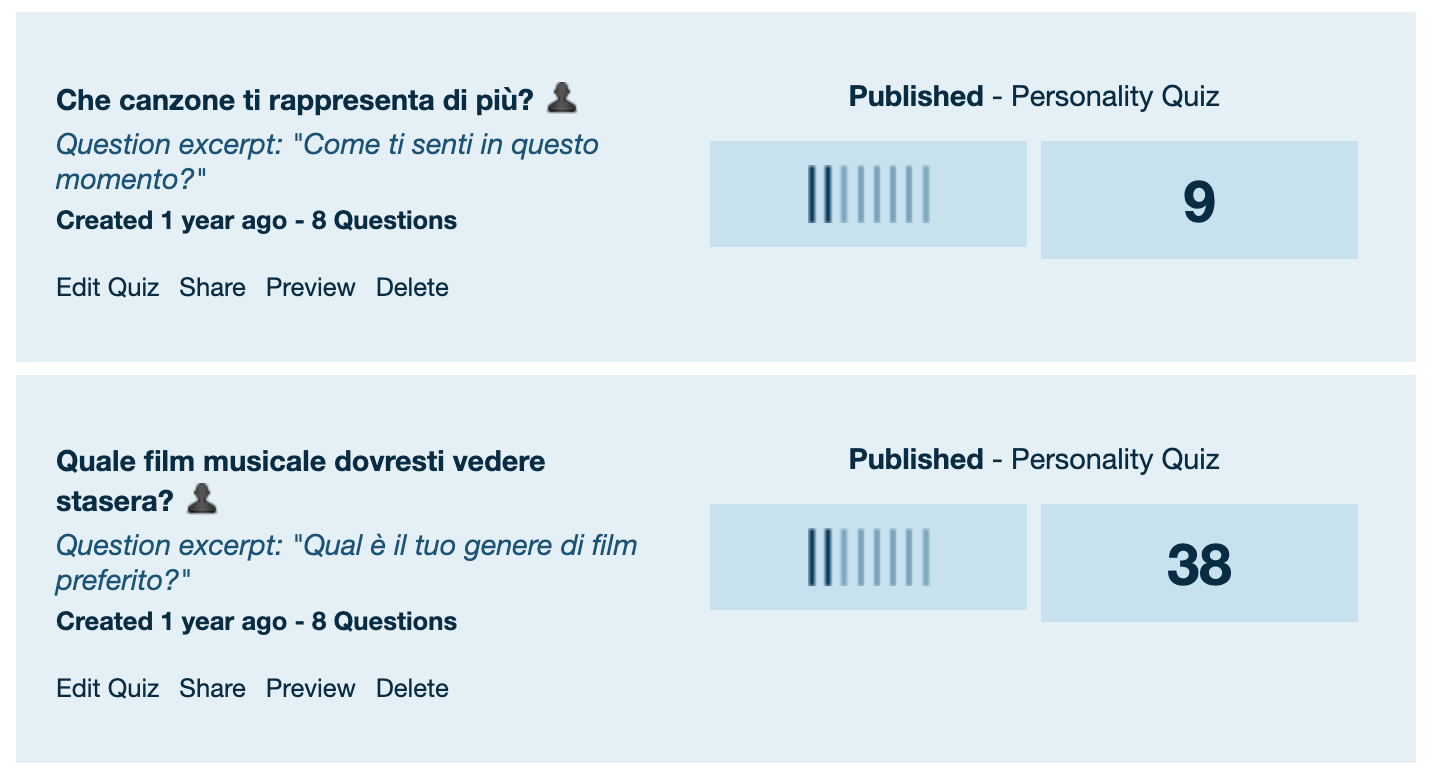 Che canzone ti rappresenta di più?
Question excerpt: "Come ti senti in questo
momento?"
Created 1 year ago - 8 Questions
Edit Quiz Share Preview Delete
Published - Personality Quiz
9
Quale film musicale dovresti vedere
stasera?
Question excerpt: "Qual è il tuo genere di film
preferito?"
Created 1 year ago - 8 Questions
Edit Quiz Share Preview Delete
Published - Personality Quiz
38